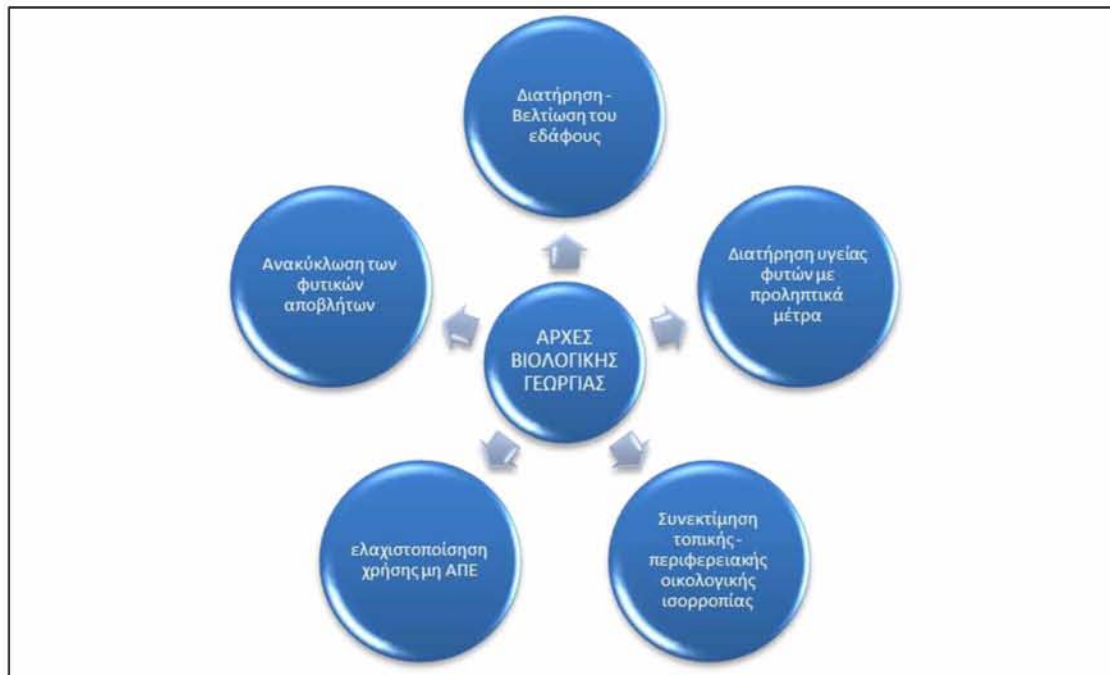 Διατήρηση -
Βελτίωση του
εδάφους
Διατήρηση υγείας
φυτών με
προληπτικά
μέτρα
Συνεκτίμηση
τοπικής -
περιφερειακής
οικολογικής
ισορροπίας
ελαχιστοποίσηση
χρήσης μη ΑΠΕ
Ανακύκλωση των
φυτικών
αποβλήτων
ΑΡΧΕΣ
ΒΙΟΛΟΓΙΚΗΣ
ΓΕΩΡΓΙΑΣ